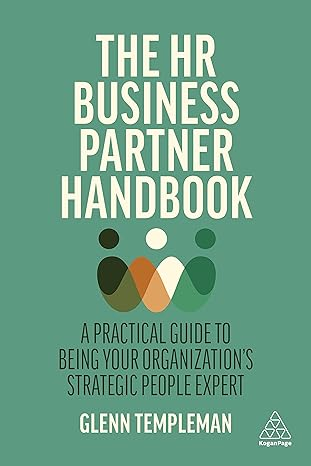 THE HR
BUSINESS
PARTNER
HANDBOOK
A PRACTICAL GUIDE TO
BEING YOUR ORGANIZATION'S
STRATEGIC PEOPLE EXPERT
GLENN TEMPLEMAN
KoganPage